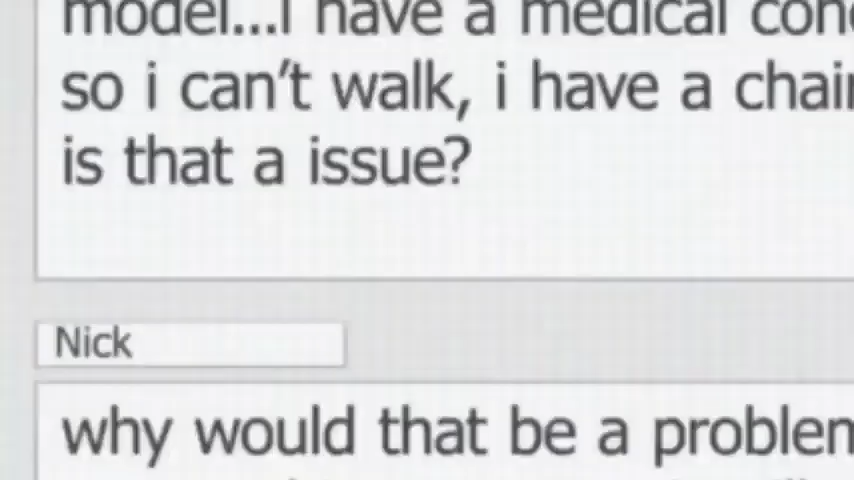 model...I have a medical
so i can't walk, i have a
is that a issue?
Nick
why would that be a